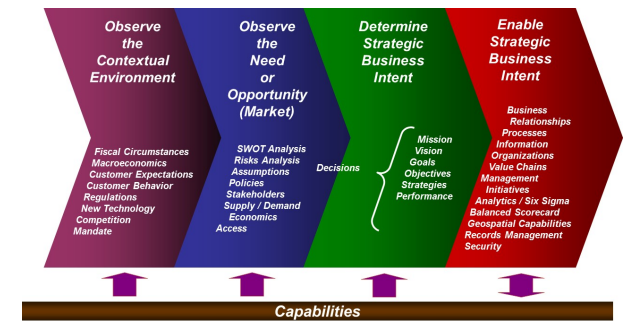 Observe
the
Contextual
Environment
Fiscal Circumstances
Macroeconomics
Customer Expectations
Customer Behavior
Regulations
New Technology
Competition
Mandate
Observe
the
Need
or
Opportunity
(Market)
SWOT Analysis
Risks Analysis
Assumptions
Policies
Stakeholders
Supply / Demand
Economics
Access
Determine
Strategic
Business
Intent
Decisions
Mission
Vision
Goals
Objectives
Strategies
Performance
Enable
Strategic
Business
Intent
Business
Relationships
Processes
Information
Organizations
Value Chains
Management
Initiatives
Analytics / Six Sigma
Balanced Scorecard
Geospatial Capabilities
Records Management
Security
Capabilities